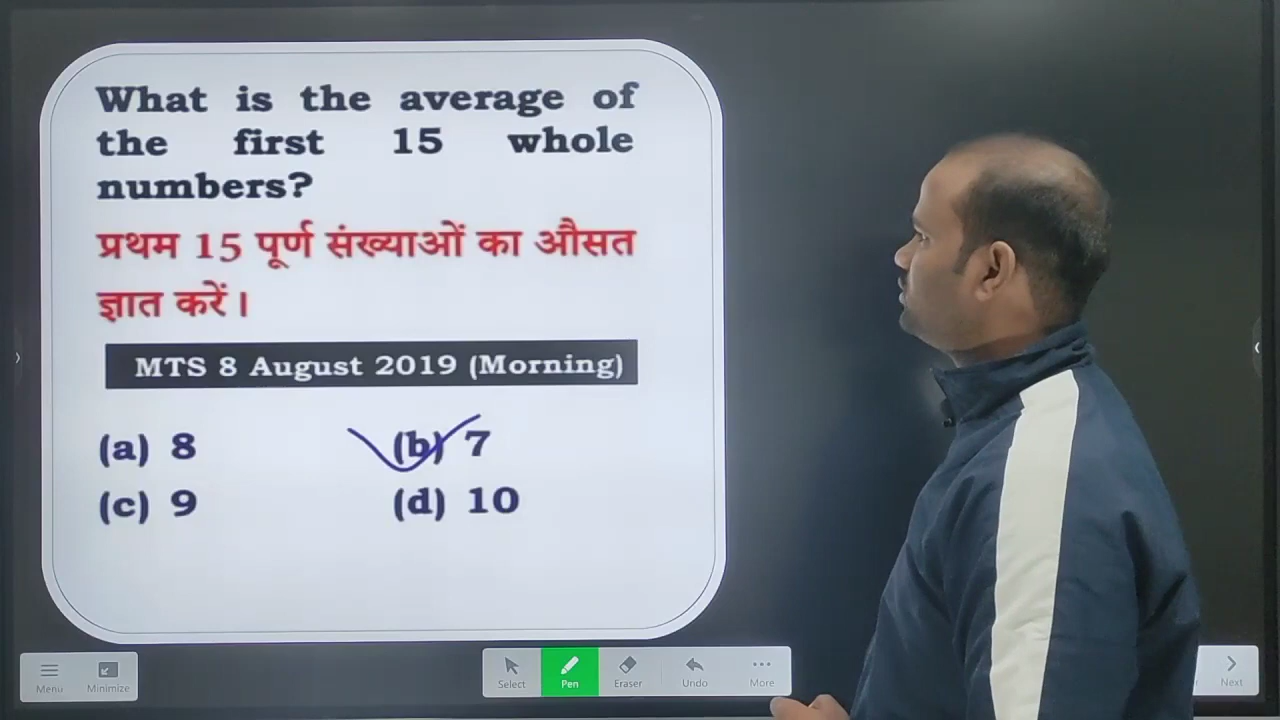 What is the average of
the first 15 whole
numbers?
प्रथम 15 पूर्ण संख्याओं का औसत
ज्ञात करें।
MTS 8 August 2019 (Morning)
(a) 8 (b) 7
(c) 9 (d) 10
Menu Minimize Select Pen Eraser Undo More Next